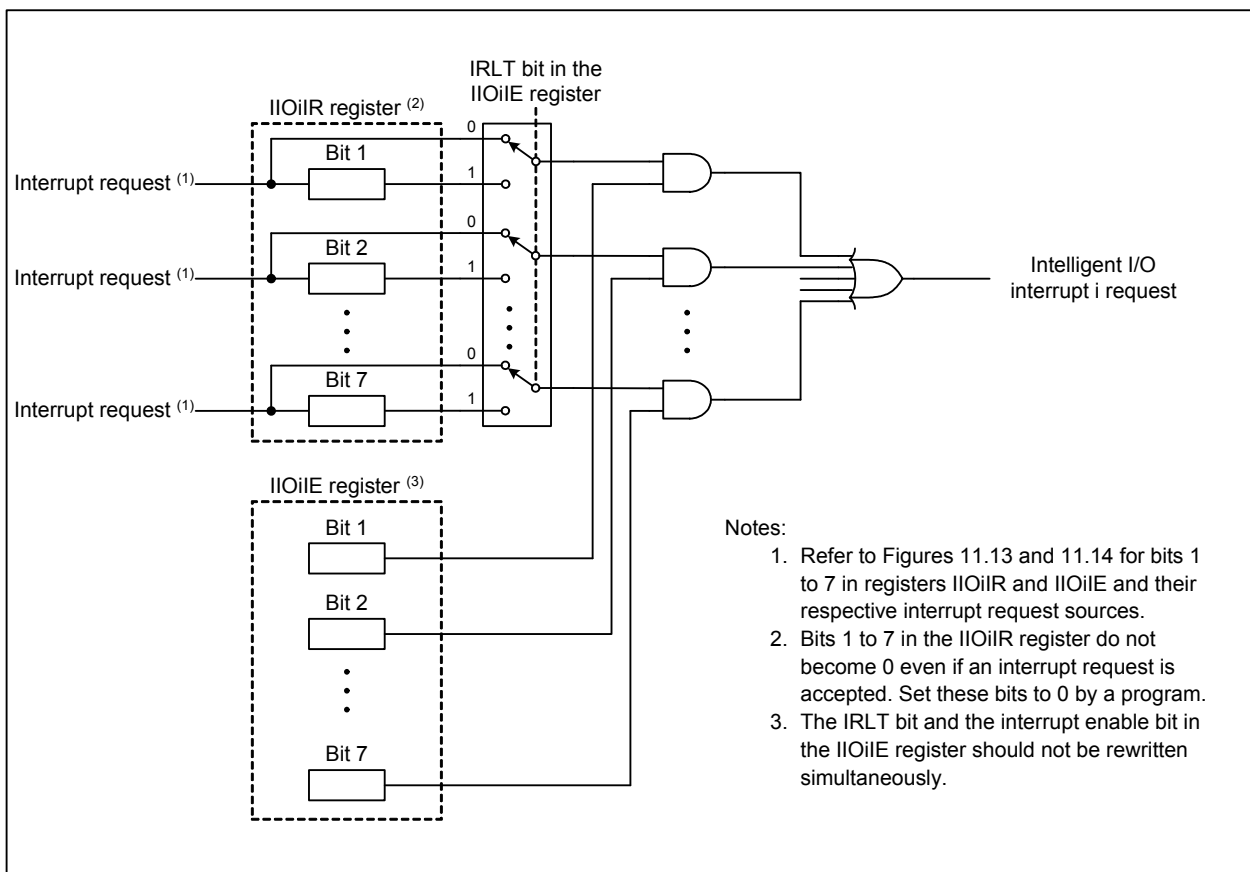 IRLT bit in the
IIOiIE register
IIOiIR register (2)
0
Bit 1
Interrupt request (1)
1
0
Bit 2
Interrupt request (1)
1
0
Bit 7
Interrupt request (1)
1
Intelligent I/O
interrupt i request
IIOiIE register (3)
Bit 1
Bit 2
Bit 7
Notes:
1. Refer to Figures 11.13 and 11.14 for bits 1
to 7 in registers IIOiIR and IIOiIE and their
respective interrupt request sources.
2. Bits 1 to 7 in the IIOiIR register do not
become 0 even if an interrupt request is
accepted. Set these bits to 0 by a program.
3. The IRLT bit and the interrupt enable bit in
the IIOiIE register should not be rewritten
simultaneously.